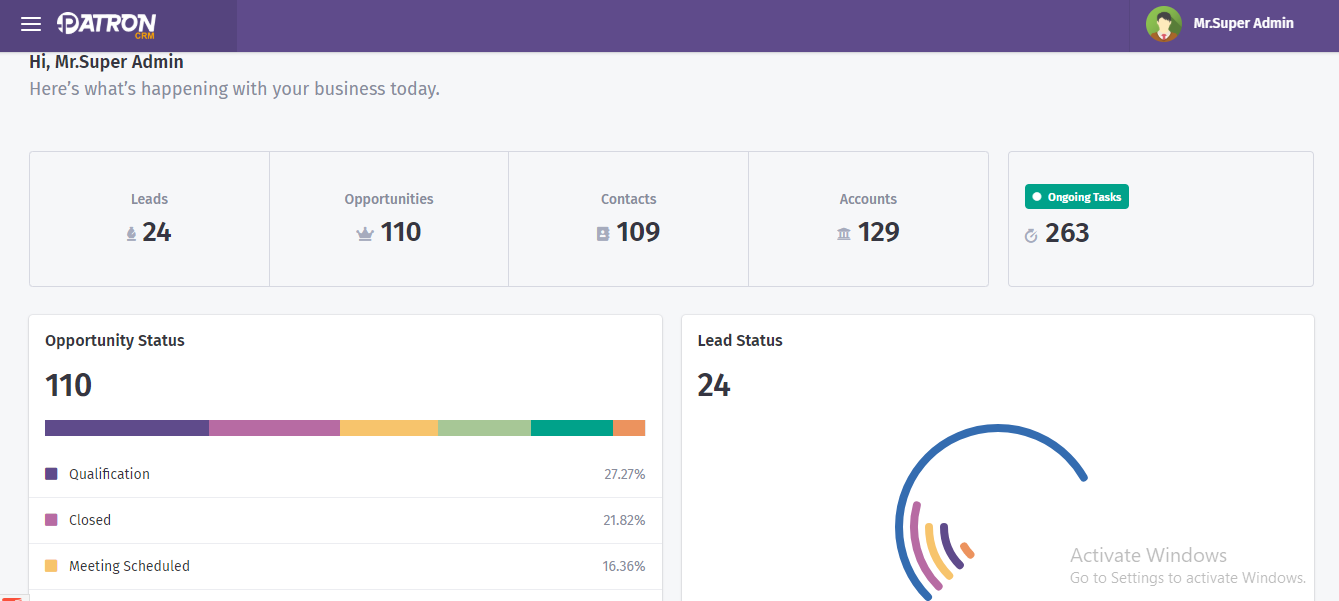 PATRON
CRM
Mr.Super Admin
Hi, Mr.Super Admin
Here’s what’s happening with your business today.
Leads
24
Opportunities
110
Contacts
109
Accounts
129
Ongoing Tasks
263
Opportunity Status
110
Qualification 27.27%
Closed 21.82%
Meeting Scheduled 16.36%
Lead Status
24
Activate Windows
Go to Settings to activate Windows.